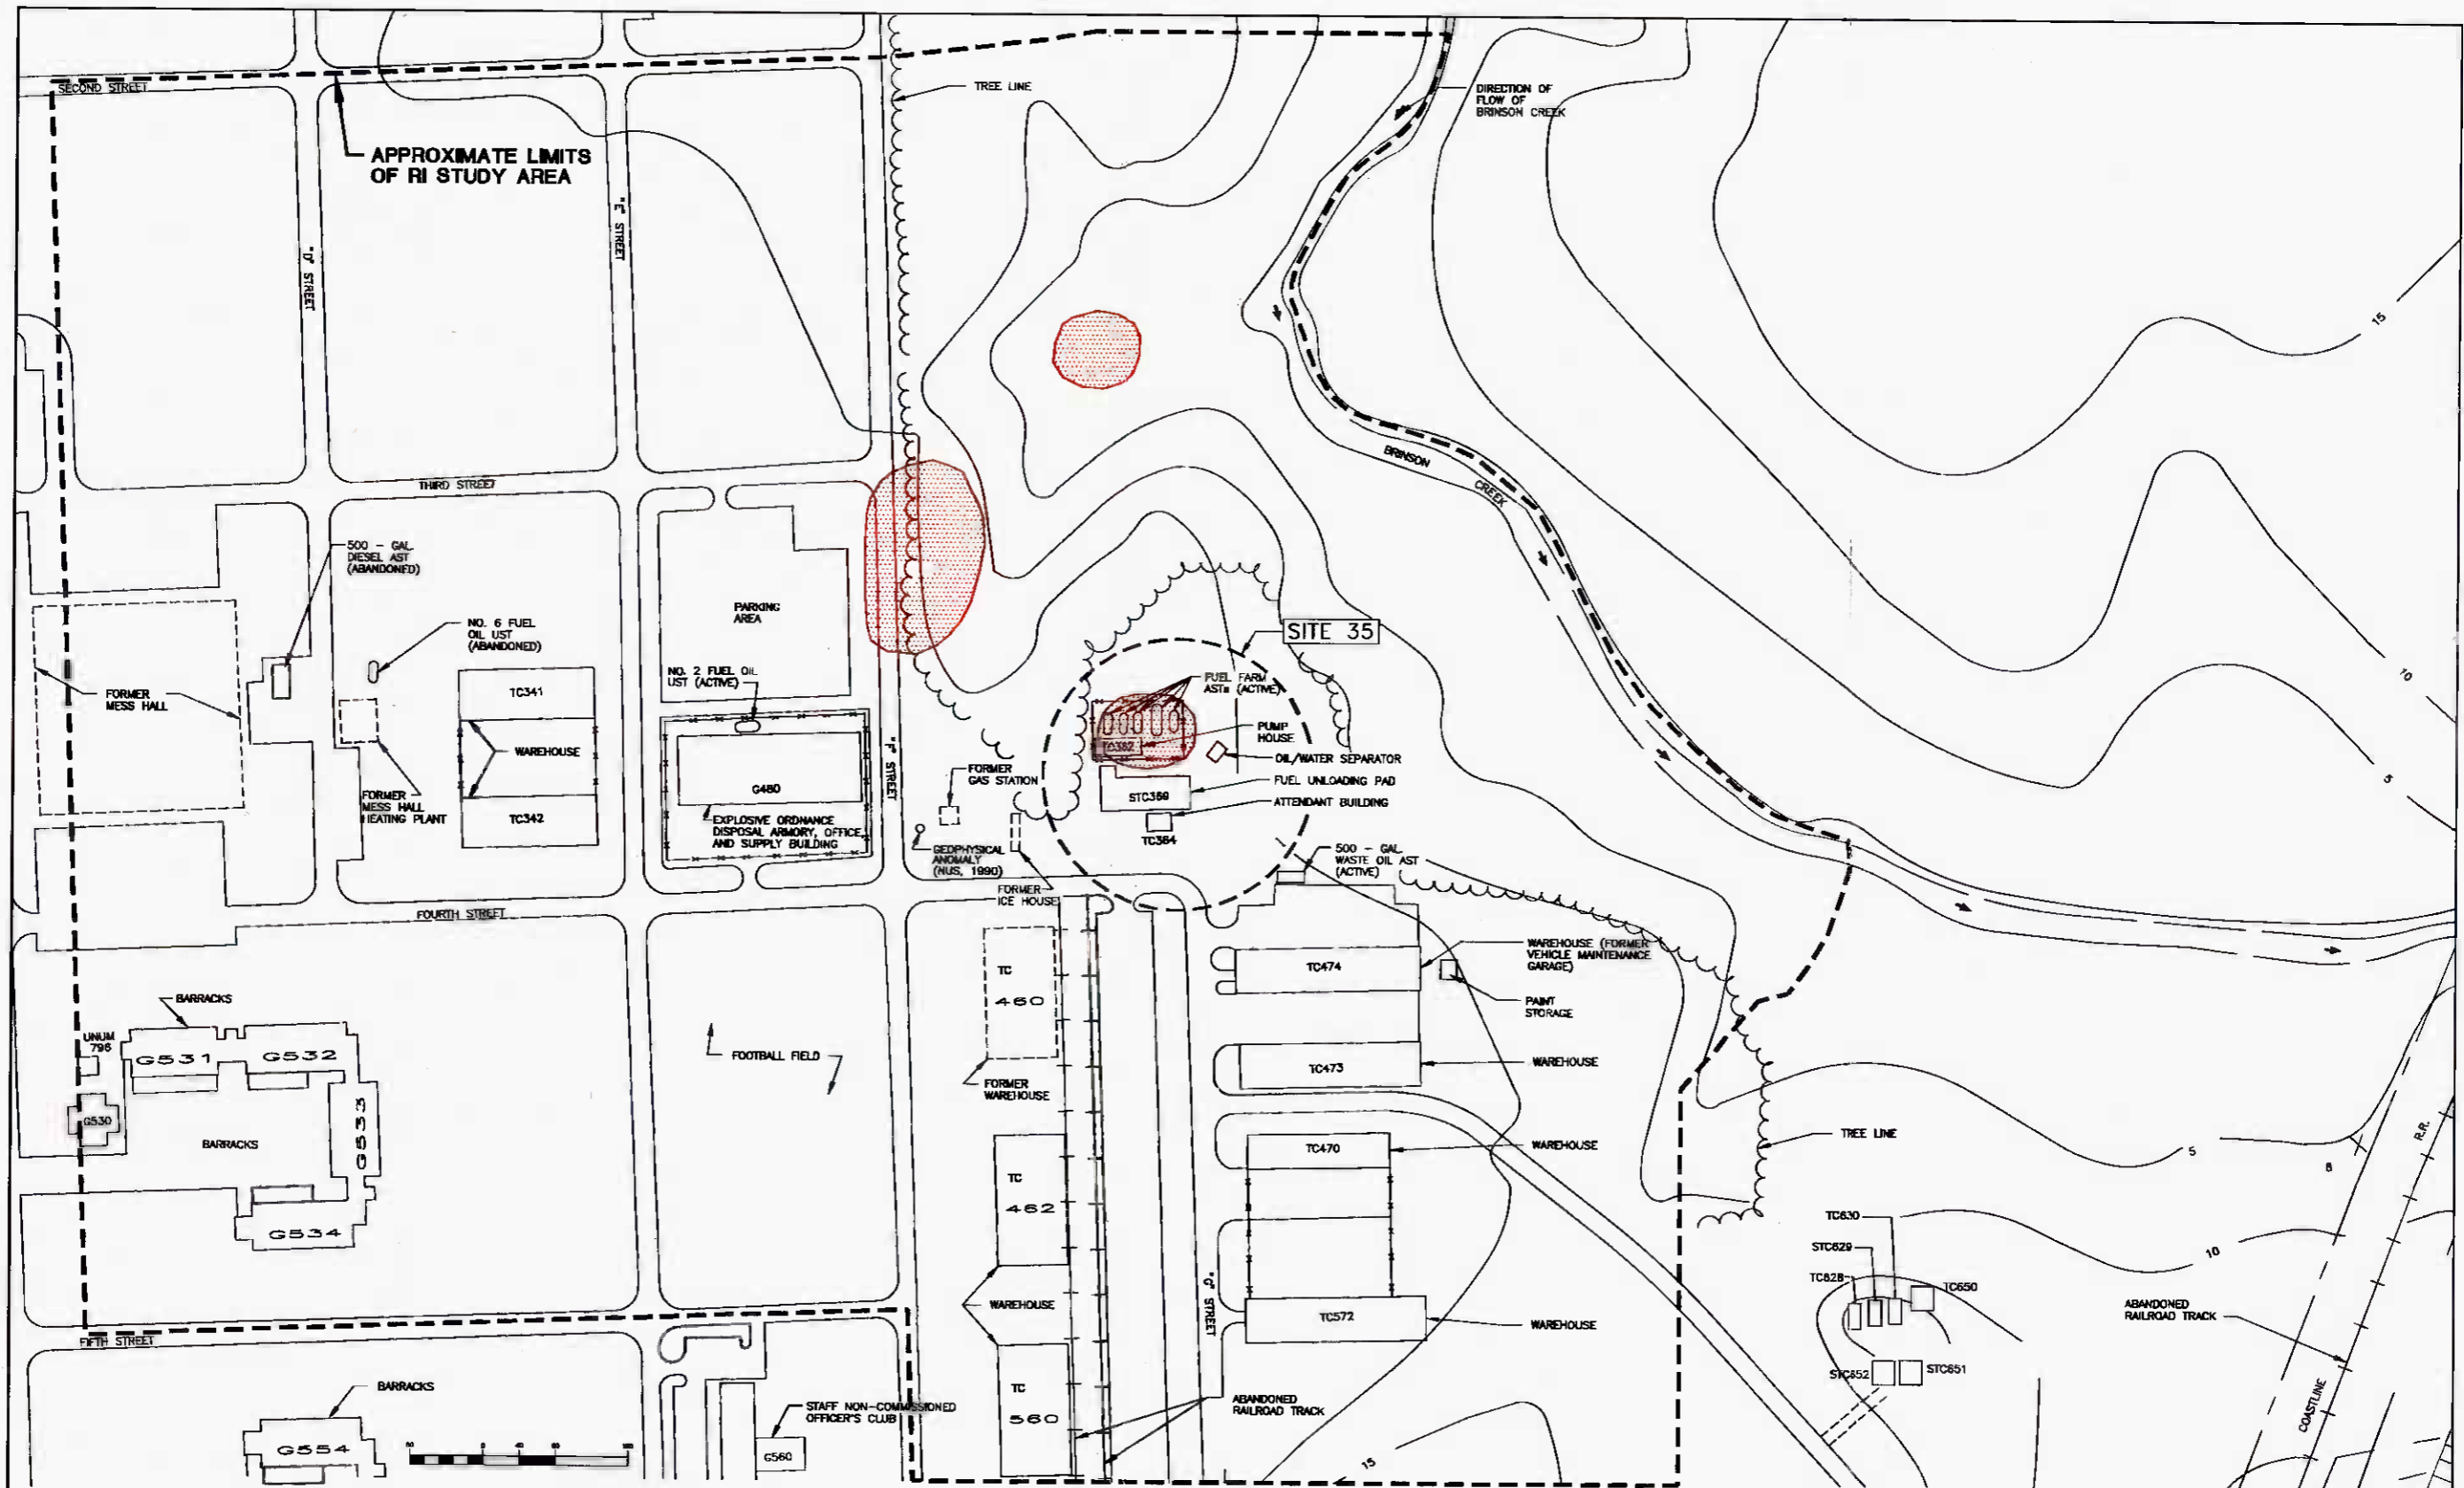 SECOND STREET
TREE LINE
DIRECTION OF
FLOW OF
BRINSON CREEK
APPROXIMATE LIMITS
OF RI STUDY AREA
"D" STREET
"E" STREET
15
BRINSON
CREEK
THIRD STREET
500 - GAL
DIESEL AST
(ABANDONED)
PARKING
AREA
NO. 6 FUEL
OIL UST
(ABANDONED)
SITE 35
NO. 2 FUEL OIL
UST (ACTIVE)
FUEL FARM
ASTs (ACTIVE)
10
FORMER
MESS HALL
TC341
WAREHOUSE
TC342
PUMP
HOUSE
TC382
OIL/WATER SEPARATOR
"F" STREET
FORMER
GAS STATION
FUEL UNLOADING PAD
5
G480
STC369
ATTENDANT BUILDING
FORMER
MESS HALL
HEATING PLANT
EXPLOSIVE ORDNANCE
DISPOSAL ARMORY, OFFICE,
AND SUPPLY BUILDING
TC364
GEOPHYSICAL
ANOMALY
(NUS, 1990)
500 - GAL
WASTE OIL AST
(ACTIVE)
FORMER
ICE HOUSE
FOURTH STREET
TC
460
TC474
WAREHOUSE (FORMER
VEHICLE MAINTENANCE
GARAGE)
BARRACKS
PAINT
STORAGE
UNUM
796
G531
G532
FOOTBALL FIELD
TC473
WAREHOUSE
FORMER
WAREHOUSE
G530
G533
BARRACKS
TC470
WAREHOUSE
TREE LINE
R.R.
5
TC
462
G534
TC630
STC629
TC628
TC650
10
"G" STREET
WAREHOUSE
TC572
WAREHOUSE
ABANDONED
RAILROAD TRACK
FIFTH STREET
STC652
STC651
BARRACKS
TC
560
STAFF NON-COMMISSIONED
OFFICER'S CLUB
ABANDONED
RAILROAD TRACK
COASTLINE
G554
G560
15